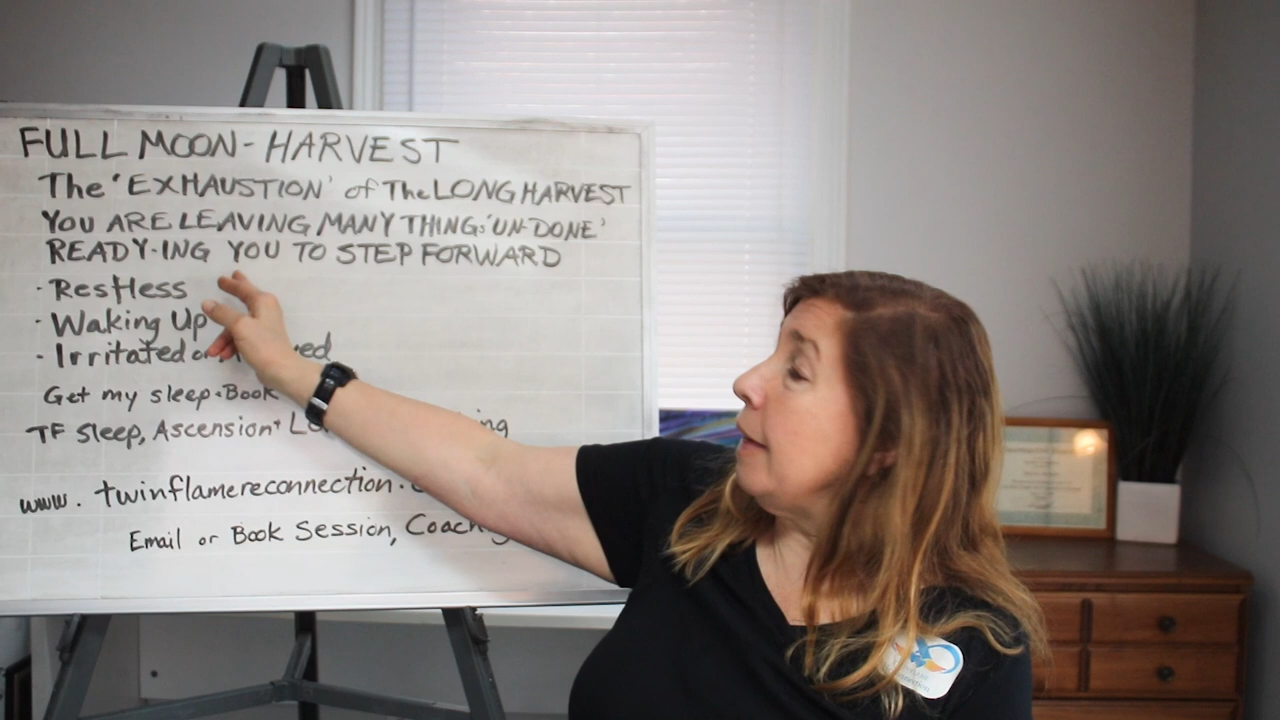 FULL MOON - HARVEST
The 'EXHAUSTION' of The LONG HARVEST
YOU ARE LEAVING MANY THINGS 'UN-DONE'
READY-ING YOU TO STEP FORWARD
· Restless
· Waking Up
· Irritated
Get my sleep · Book
TF Sleep, Ascension +
www. twinflamereconnection.
Email or Book Session, Coaching